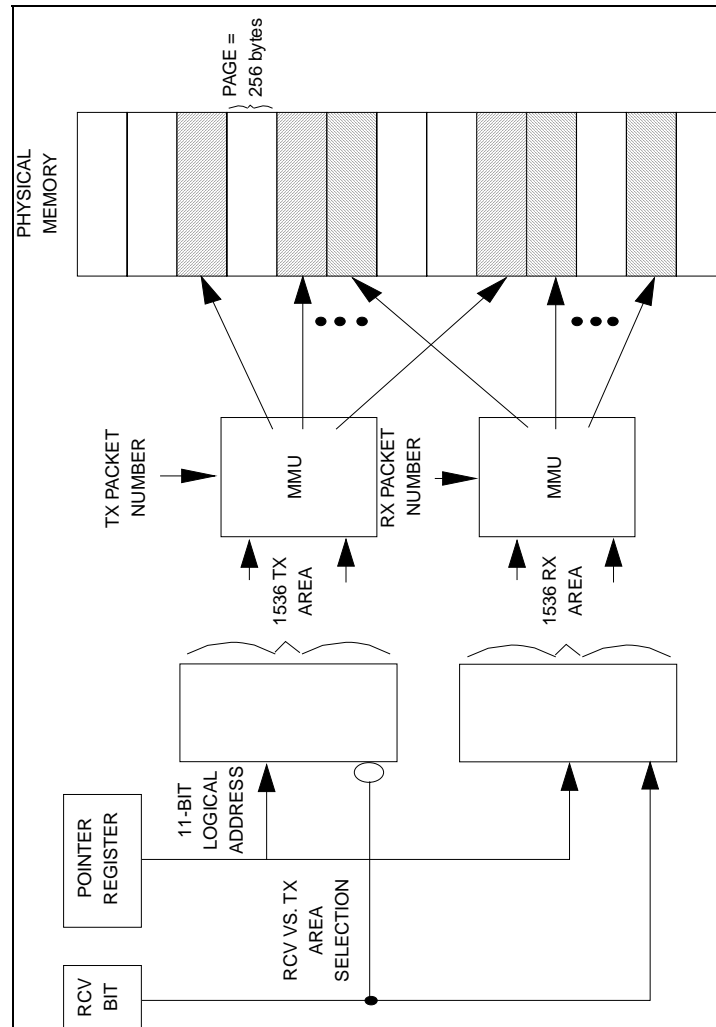 RCV
BIT
POINTER
REGISTER
11-BIT
LOGICAL
ADDRESS
RCV VS. TX
AREA
SELECTION
1536 TX
AREA
1536 RX
AREA
TX PACKET
NUMBER
MMU
RX PACKET
NUMBER
MMU
PHYSICAL
MEMORY
PAGE =
256 bytes